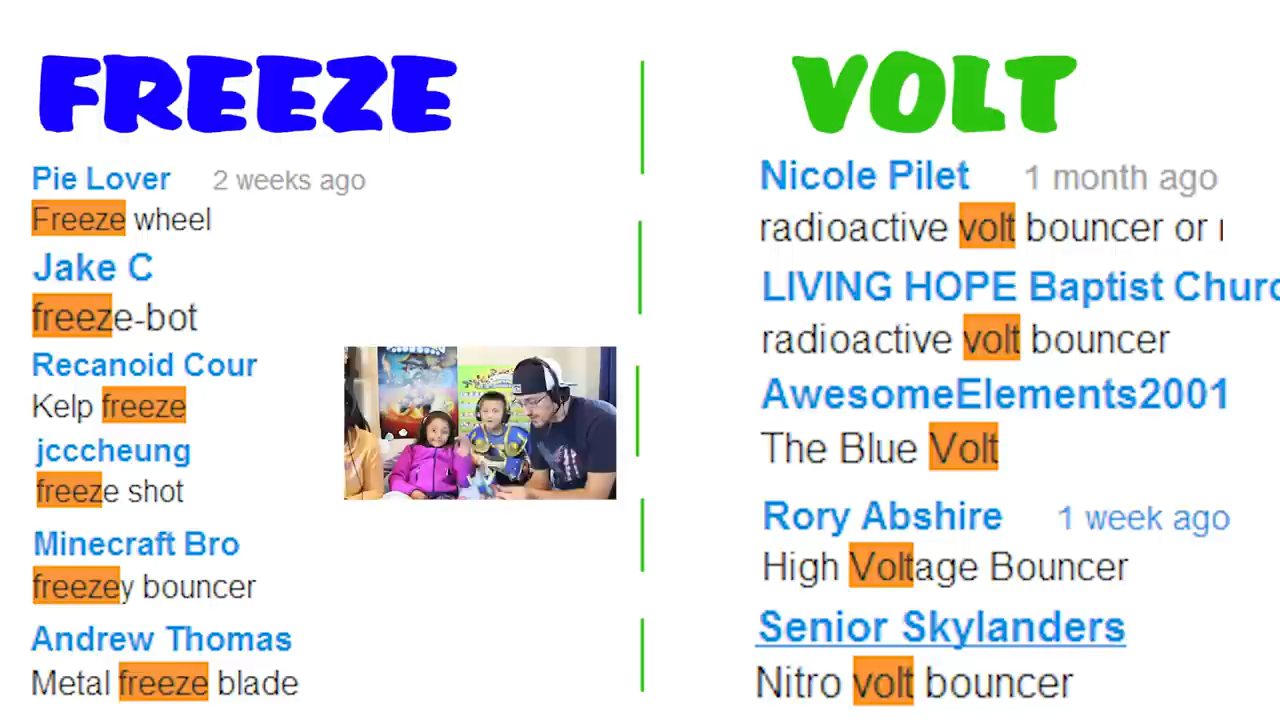 FREEZE
Pie Lover 2 weeks ago
Freeze wheel
Jake C
freeze-bot
Recanoid Cour
Kelp freeze
jcccheung
freeze shot
Minecraft Bro
freezey bouncer
Andrew Thomas
Metal freeze blade
VOLT
Nicole Pilet 1 month ago
radioactive volt bouncer or
LIVING HOPE Baptist Churc
radioactive volt bouncer
AwesomeElements2001
The Blue Volt
Rory Abshire 1 week ago
High Voltage Bouncer
Senior Skylanders
Nitro volt bouncer